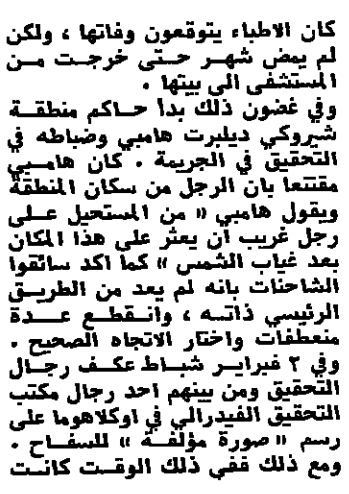 كان الاطباء يتوقعون وفاتها ، ولكن
لم يمض شهر حتى خرجت من
المستشفى الى بيتها .
وفي غضون ذلك بدأ حاكم منطقة
شيروكي ديلبرت هامبي وضباطه في
التحقيق في الجريمة . كان هامبي
مقتنعا بان الرجل من سكان المنطقة
ويقول هامبي « من المستحيل على
رجل غريب ان يعثر على هذا المكان
بعد غياب الشمس » كما اكد سائقوا
الشاحنات بانه لم يعد من الطريق
الرئيسي ذاته ، وانقطع عدة
منعطفات واختار الاتجاه الصحيح .
وفي ٢ فبراير شباط عكف رجال
التحقيق ومن بينهم احد رجال مكتب
التحقيق الفيدرالي في اوكلاهوما على
رسم « صورة مؤلفة » للسفاح .
ومع ذلك ففي ذلك الوقت كانت